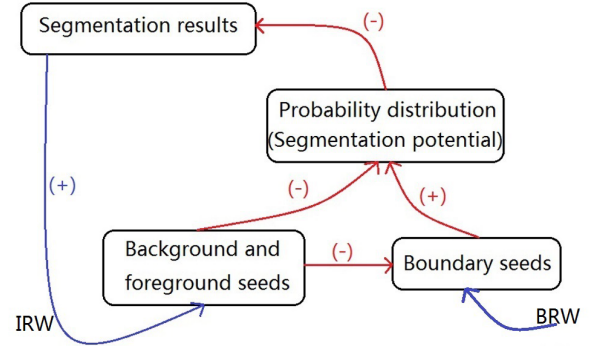 Segmentation results
(-)
Probability distribution
(Segmentation potential)
(+)
(-)
(+)
Background and
foreground seeds
(-)
Boundary seeds
IRW
BRW